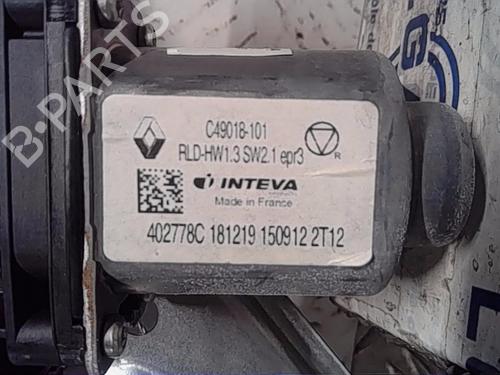 B-PARTS
C49018-101
RLD-HW1.3 SW2.1 epr3
R
INTEVA
Made in France
402778C 181219 150912 2T12